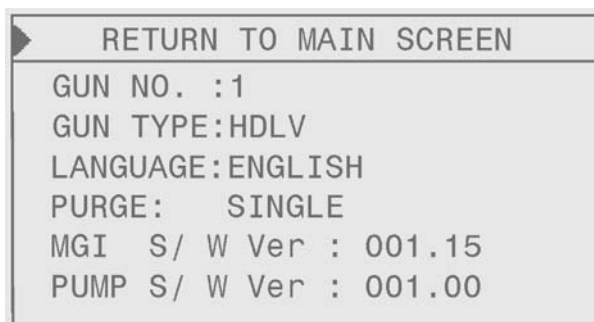 RETURN TO MAIN SCREEN
GUN NO. :1
GUN TYPE:HDLV
LANGUAGE:ENGLISH
PURGE: SINGLE
MGI S/ W Ver : 001.15
PUMP S/ W Ver : 001.00